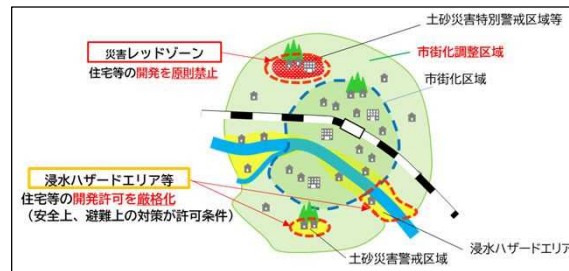 土砂災害特別警戒区域等
災害レッドゾーン
住宅等の開発を原則禁止
市街化調整区域
市街化区域
浸水ハザードエリア等
住宅等の開発許可を厳格化
（安全上、避難上の対策が許可条件）
浸水ハザードエリア
土砂災害警戒区域